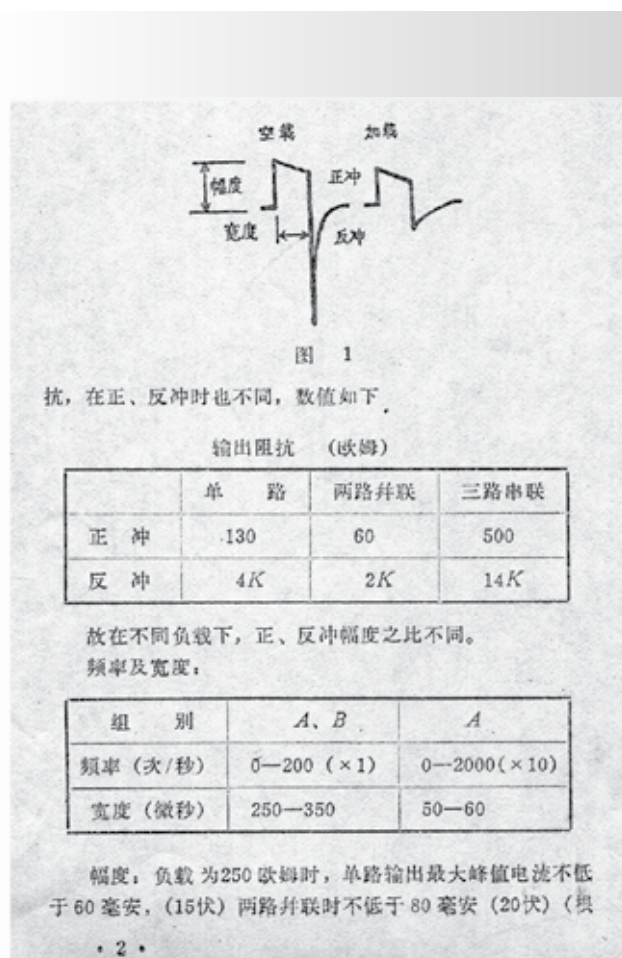 空载 加载
幅度 正冲
宽度 反冲
图 1
抗，在正、反冲时也不同，数值如下
输出阻抗 （欧姆）
单 路 两路并联 三路串联
正 冲 130 60 500
反 冲 4K 2K 14K
故在不同负载下，正、反冲幅度之比不同。
频率及宽度：
组 别 A、B A
频率（次/秒） 0—200（×1） 0—2000（×10）
宽度（微秒） 250—350 50—60
幅度：负载为250欧姆时，单路输出最大峰值电流不低
于60毫安，（15伏）两路并联时不低于80毫安（20伏）（
• 2 •